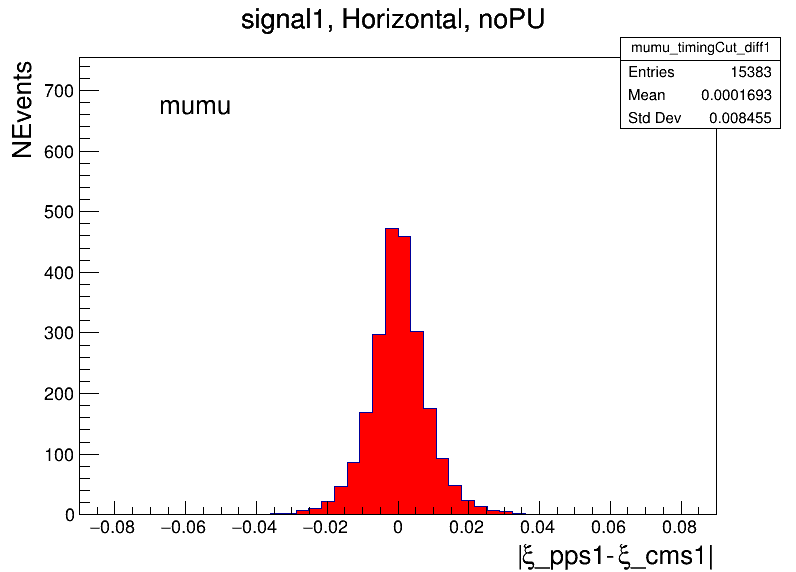 signal1, Horizontal, noPU
mumu_timingCut_diff1
Entries 15383
Mean 0.0001693
Std Dev 0.008455
NEvents
mumu
700
600
500
400
300
200
100
0
−0.08 −0.06 −0.04 −0.02 0 0.02 0.04 0.06 0.08
|ξ_pps1-ξ_cms1|